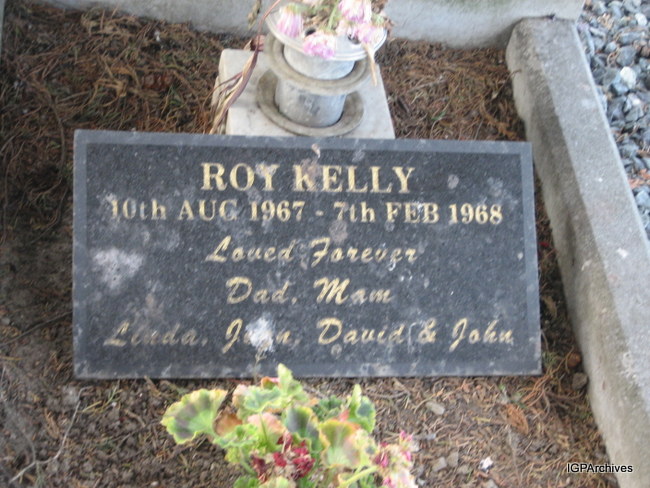 ROY KELLY
10th AUG 1967 - 7th FEB 1968
Loved Forever
Dad, Mam
Linda, David & John
IGPArchives